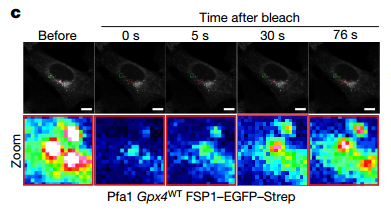 c
Time after bleach
Before 0 s 5 s 30 s 76 s
Zoom
Pfa1 Gpx4WT FSP1–EGFP–Strep